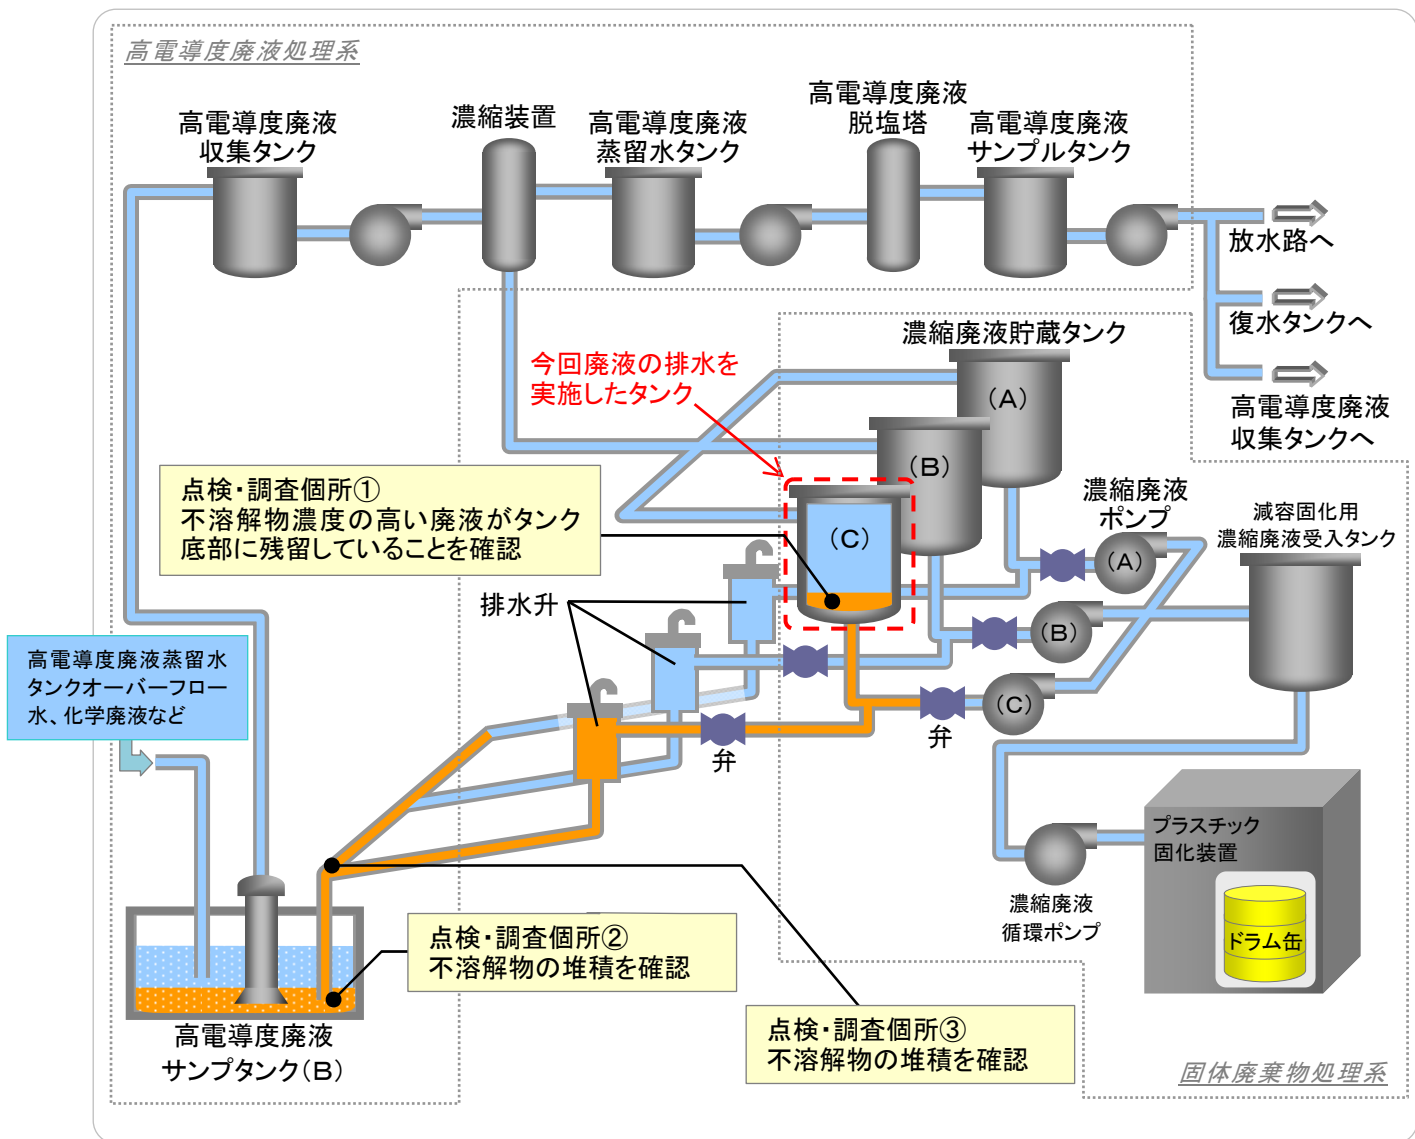 高電導度廃液処理系
高電導度廃液
収集タンク
濃縮装置
高電導度廃液
蒸留水タンク
高電導度廃液
脱塩塔
高電導度廃液
サンプルタンク
放水路へ
復水タンクへ
高電導度廃液
収集タンクへ
濃縮廃液貯蔵タンク
今回廃液の排水を
実施したタンク
(A)
(B)
(C)
点検・調査個所①
不溶解物濃度の高い廃液がタンク
底部に残留していることを確認
濃縮廃液
ポンプ
(A)
(B)
(C)
減容固化用
濃縮廃液受入タンク
排水升
高電導度廃液蒸留水
タンクオーバーフロー
水、化学廃液など
弁
弁
プラスチック
固化装置
ドラム缶
濃縮廃液
循環ポンプ
点検・調査個所②
不溶解物の堆積を確認
点検・調査個所③
不溶解物の堆積を確認
高電導度廃液
サンプタンク(B)
固体廃棄物処理系